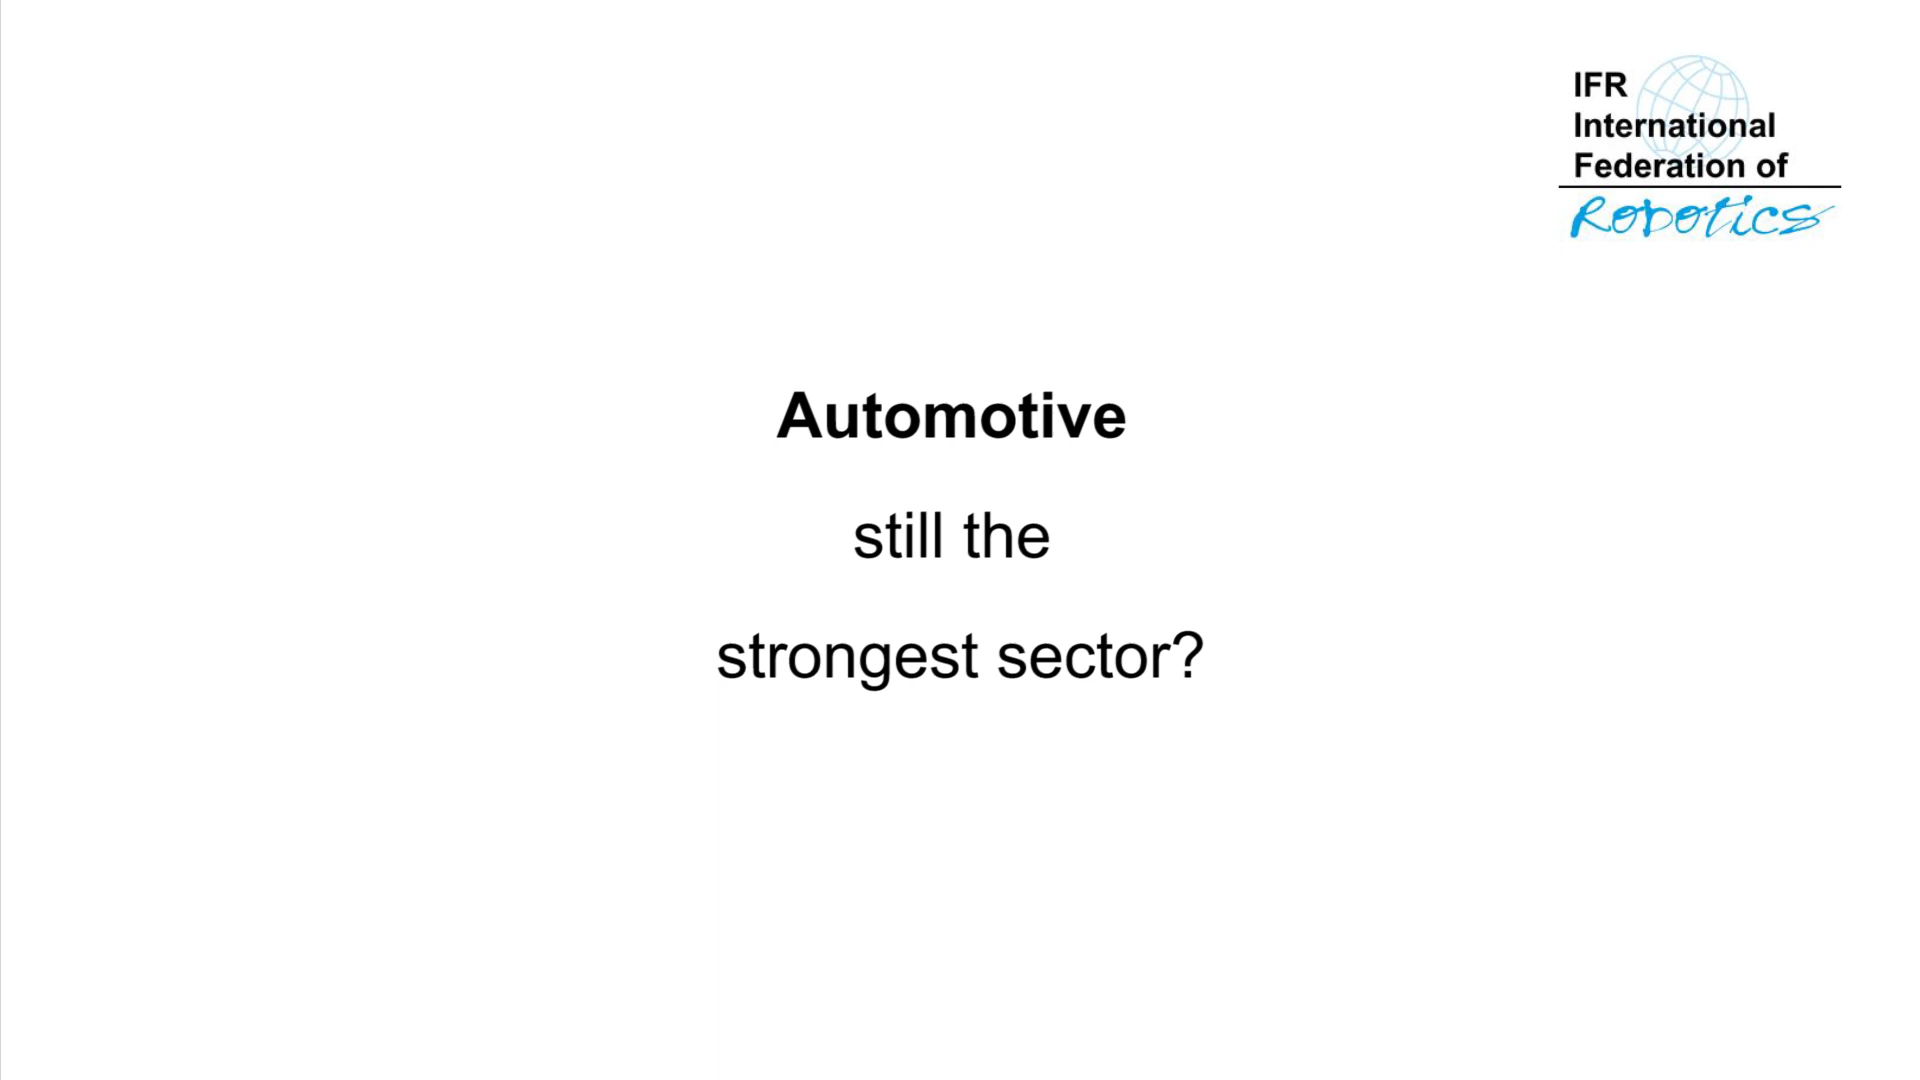 IFR
International
Federation of
Robotics
Automotive
still the
strongest sector?